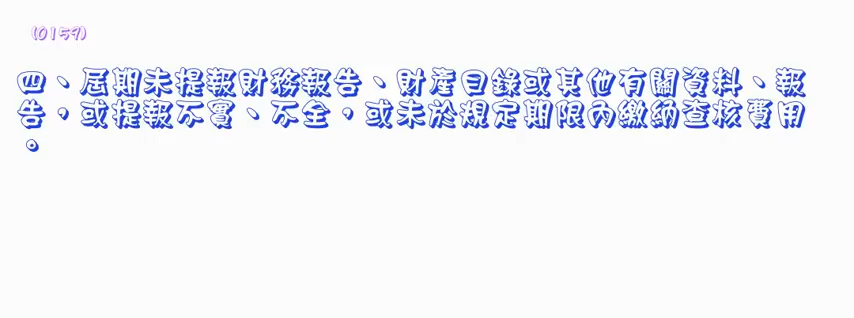 (0159)
四、屆期未提報財務報告、財產目錄或其他有關資料、報
告，或提報不實、不全，或未於規定期限內繳納查核費用
。